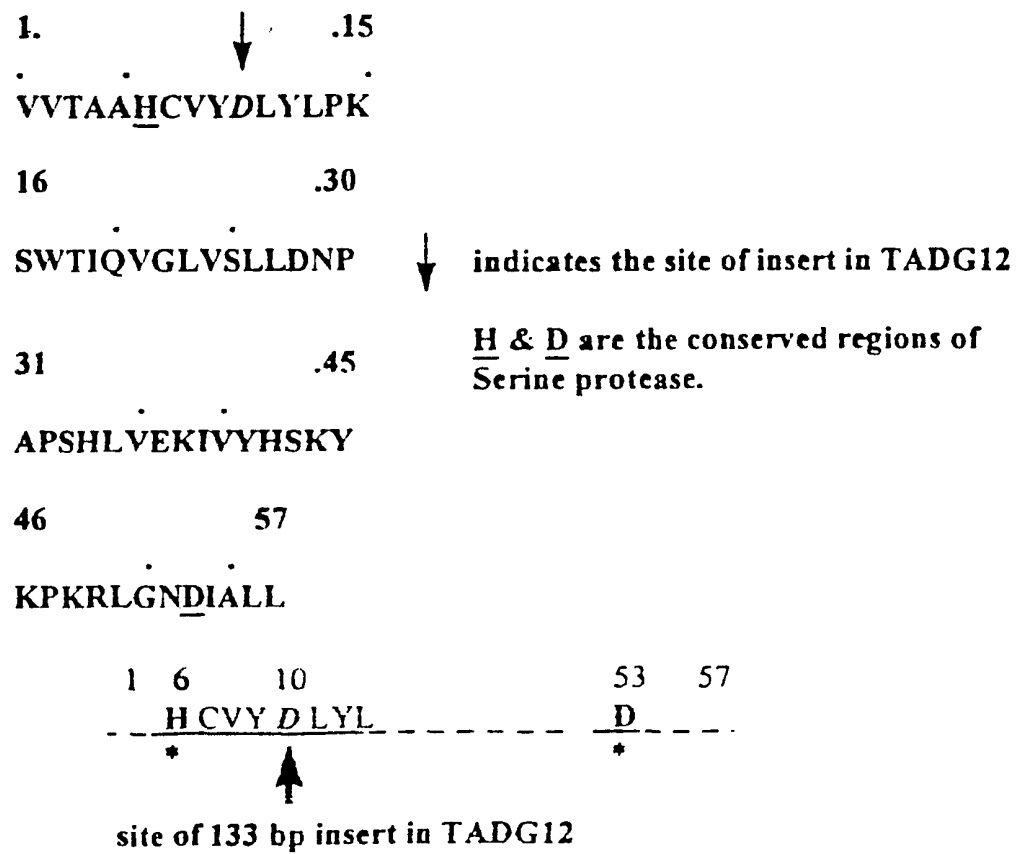 1. .15
VVTAAHCVYDLYLPK
16 .30
SWTIQVGLVSLLDNP
indicates the site of insert in TADG12
H & D are the conserved regions of
Serine protease.
31 .45
APSHLVEKIVYHSKY
46 57
KPKRLGNDIALL
1 6 10 53 57
H CVY D LYL D
* *
site of 133 bp insert in TADG12